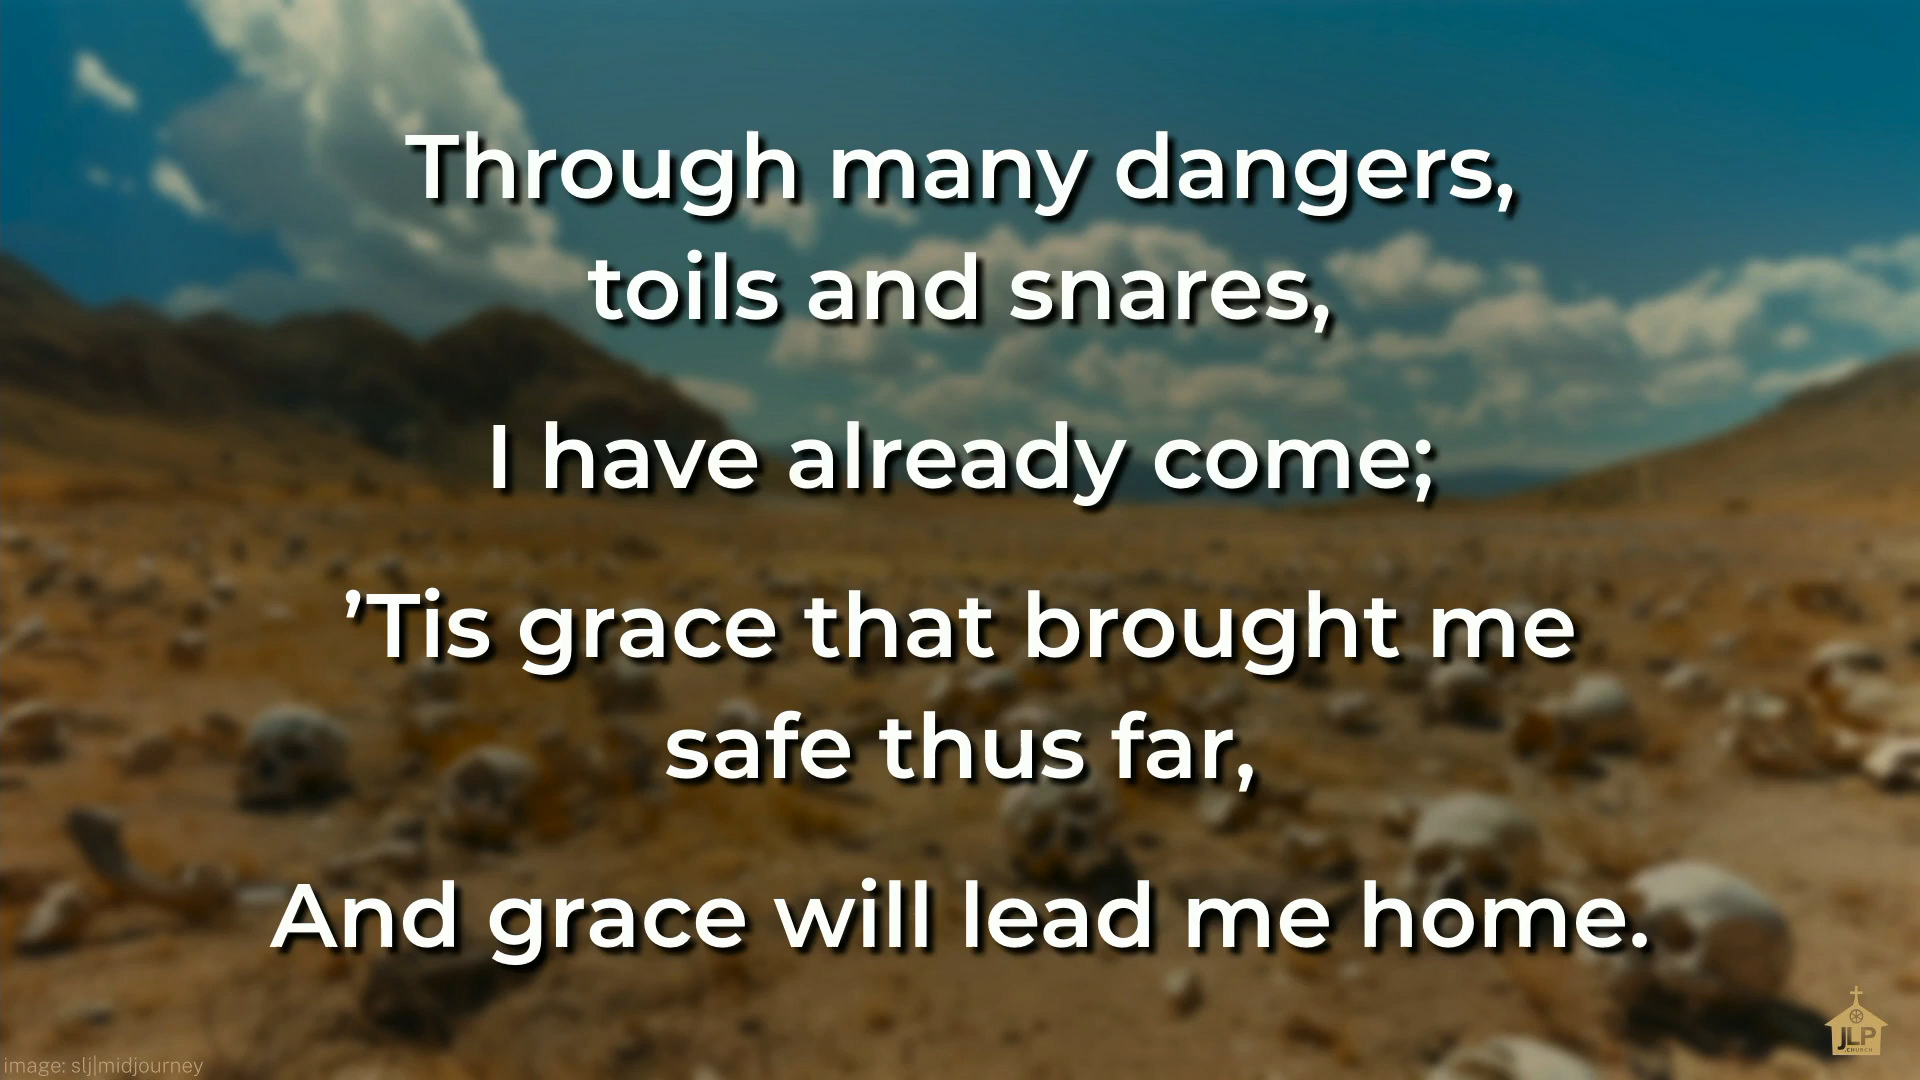 Through many dangers,
toils and snares,
I have already come;
’Tis grace that brought me
safe thus far,
And grace will lead me home.
image: slj|midjourney
JLP
.CHURCH